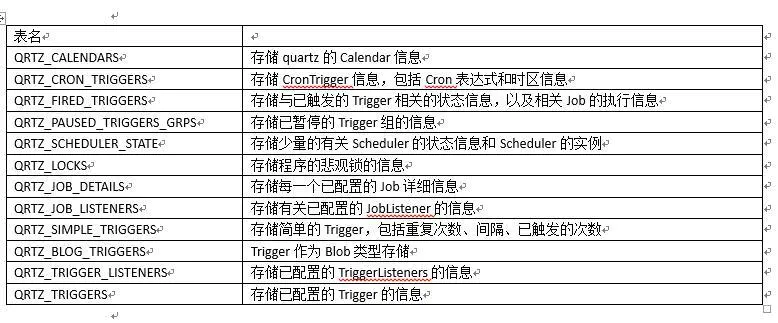 表名
QRTZ_CALENDARS 存储 quartz 的 Calendar 信息
QRTZ_CRON_TRIGGERS 存储 CronTrigger 信息，包括 Cron 表达式和时区信息
QRTZ_FIRED_TRIGGERS 存储与已触发的 Trigger 相关的状态信息，以及相关 Job 的执行信息
QRTZ_PAUSED_TRIGGERS_GRPS 存储已暂停的 Trigger 组的信息
QRTZ_SCHEDULER_STATE 存储少量的有关 Scheduler 的状态信息和 Scheduler 的实例
QRTZ_LOCKS 存储程序的悲观锁的信息
QRTZ_JOB_DETAILS 存储每一个已配置的 Job 详细信息
QRTZ_JOB_LISTENERS 存储有关已配置的 JobListener 的信息
QRTZ_SIMPLE_TRIGGERS 存储简单的 Trigger，包括重复次数、间隔、已触发的次数
QRTZ_BLOG_TRIGGERS Trigger 作为 Blob 类型存储
QRTZ_TRIGGER_LISTENERS 存储已配置的 TriggerListeners 的信息
QRTZ_TRIGGERS 存储已配置的 Trigger 的信息